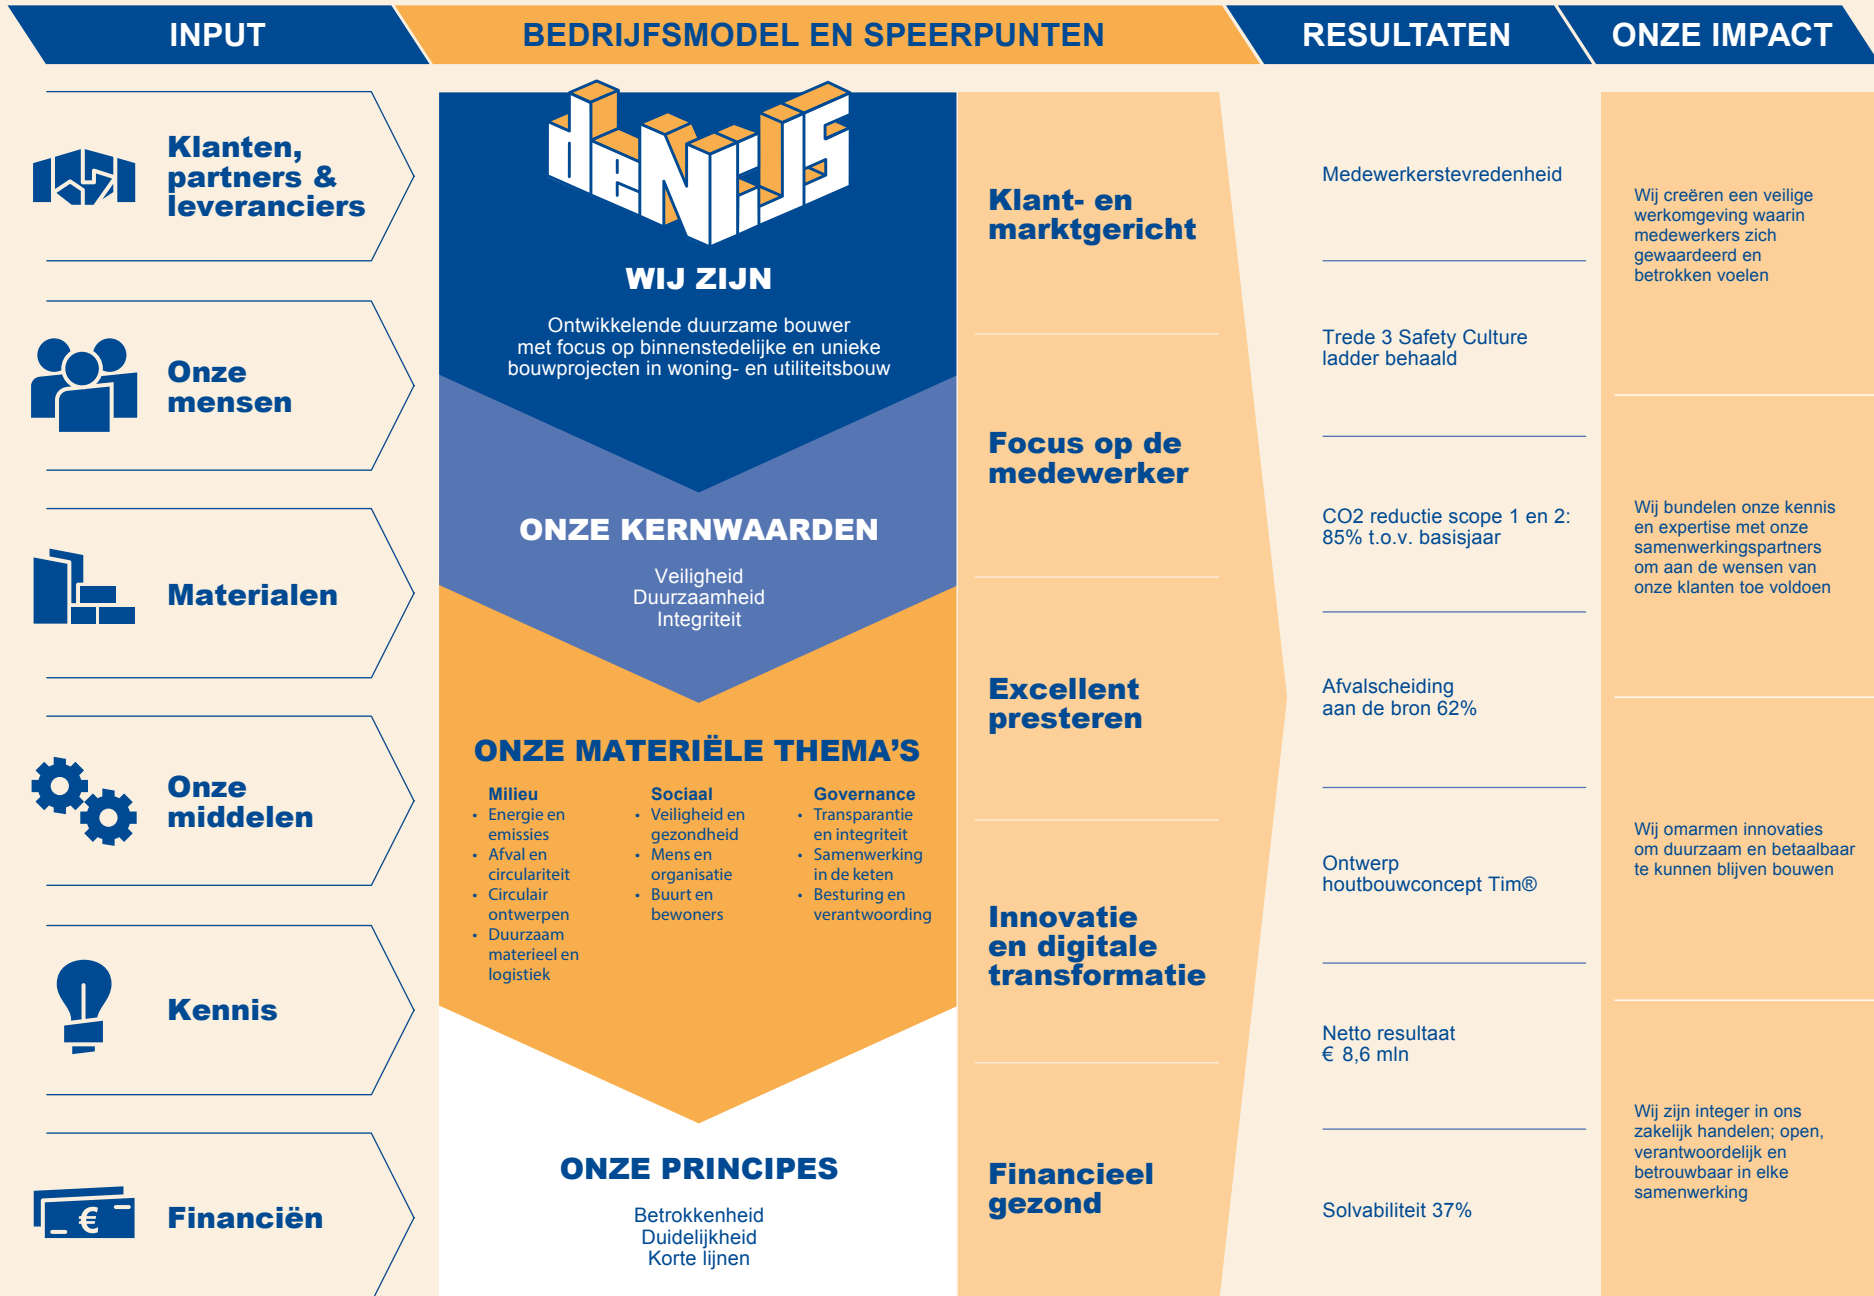 INPUT
BEDRIJFSMODEL EN SPEERPUNTEN
RESULTATEN
ONZE IMPACT
Klanten,
partners &
leveranciers
Onze
mensen
Materialen
Onze
middelen
Kennis
€
Financiën
deNijs
WIJ ZIJN
Ontwikkelende duurzame bouwer
met focus op binnenstedelijke en unieke
bouwprojecten in woning- en utiliteitsbouw
ONZE KERNWAARDEN
Veiligheid
Duurzaamheid
Integriteit
ONZE MATERIËLE THEMA’S
Milieu
• Energie en
emissies
• Afval en
circulariteit
• Circulair
ontwerpen
• Duurzaam
materieel en
logistiek
Sociaal
• Veiligheid en
gezondheid
• Mens en
organisatie
• Buurt en
bewoners
Governance
• Transparantie
en integriteit
• Samenwerking
in de keten
• Besturing en
verantwoording
ONZE PRINCIPES
Betrokkenheid
Duidelijkheid
Korte lijnen
Klant- en
marktgericht
Focus op de
medewerker
Excellent
presteren
Innovatie
en digitale
transformatie
Financieel
gezond
Medewerkerstevredenheid
Trede 3 Safety Culture
ladder behaald
CO2 reductie scope 1 en 2:
85% t.o.v. basisjaar
Afvalscheiding
aan de bron 62%
Ontwerp
houtbouwconcept Tim®
Netto resultaat
€ 8,6 mln
Solvabiliteit 37%
Wij creëren een veilige
werkomgeving waarin
medewerkers zich
gewaardeerd en
betrokken voelen
Wij bundelen onze kennis
en expertise met onze
samenwerkingspartners
om aan de wensen van
onze klanten toe voldoen
Wij omarmen innovaties
om duurzaam en betaalbaar
te kunnen blijven bouwen
Wij zijn integer in ons
zakelijk handelen; open,
verantwoordelijk en
betrouwbaar in elke
samenwerking